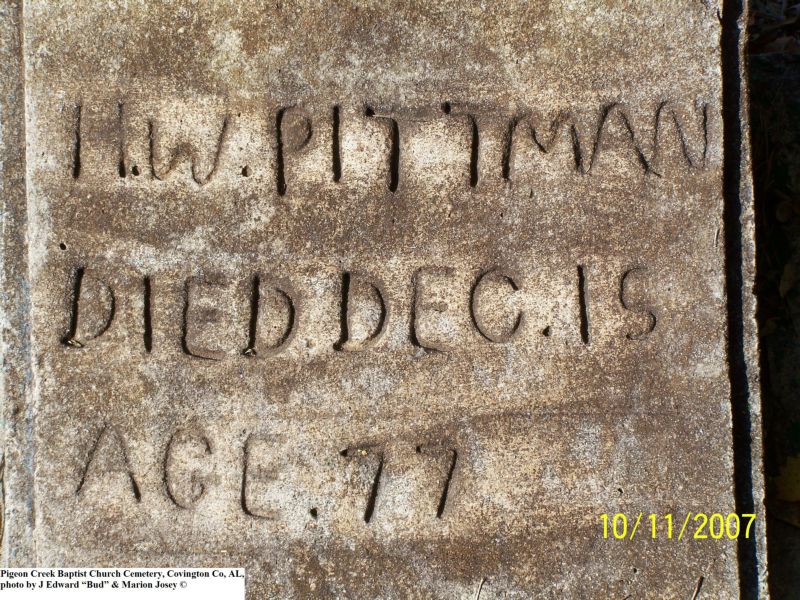 H.W.PITTMAN
DIED.DEC.15
AGE.77
10/11/2007
Pigeon Creek Baptist Church Cemetery, Covington Co, AL,
photo by J Edward “Bud” & Marion Josey ©